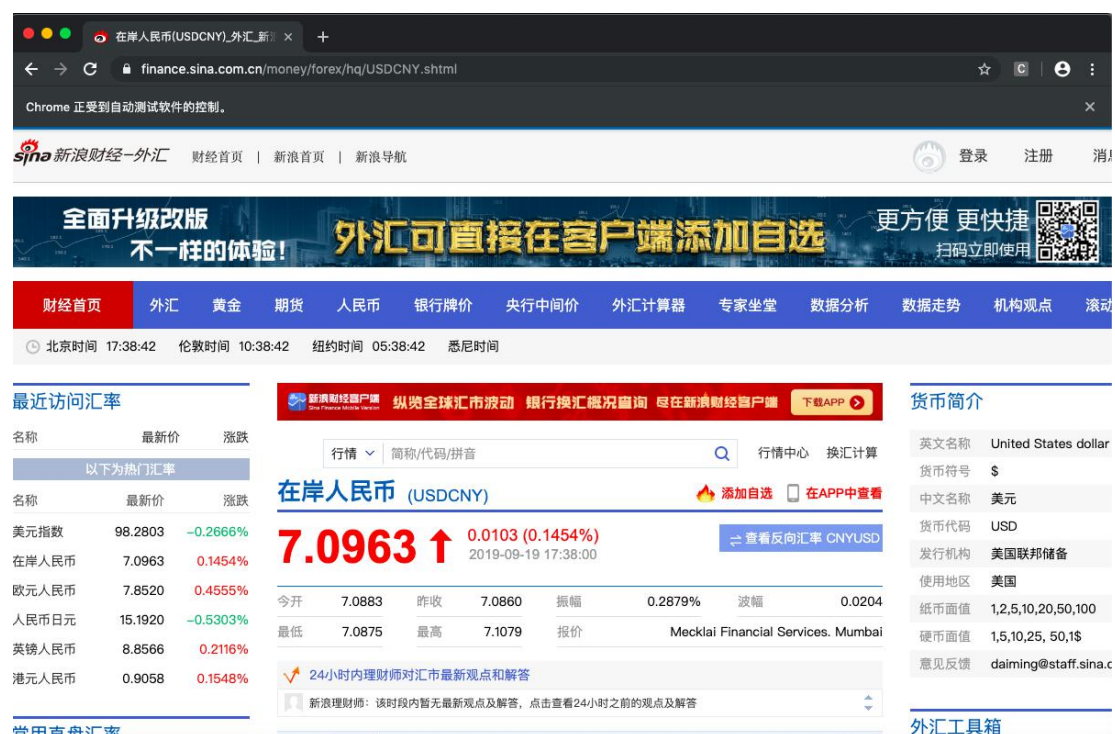 在岸人民币(USDCNY)_外汇_新
finance.sina.com.cn/money/forex/hq/USDCNY.shtml
Chrome 正受到自动测试软件的控制。
sina 新浪财经-外汇 财经首页 | 新浪首页 | 新浪导航 登录 注册 消息
全面升级改版
不一样的体验!
外汇可直接在客户端添加自选
更方便 更快捷
扫码立即使用
财经首页 外汇 黄金 期货 人民币 银行牌价 央行中间价 外汇计算器 专家坐堂 数据分析 数据走势 机构观点 滚动
北京时间 17:38:42 伦敦时间 10:38:42 纽约时间 05:38:42 悉尼时间
最近访问汇率
名称 最新价 涨跌
以下为热门汇率
名称 最新价 涨跌
美元指数 98.2803 -0.2666%
在岸人民币 7.0963 0.1454%
欧元人民币 7.8520 0.4555%
人民币日元 15.1920 -0.5303%
英镑人民币 8.8566 0.2116%
港元人民币 0.9058 0.1548%
常用直盘汇率
新浪财经客户端
Sina Finance Mobile Version
纵览全球汇市波动 银行换汇概况查询 尽在新浪财经客户端 下载APP
行情 简称/代码/拼音 行情中心 换汇计算
在岸人民币 (USDCNY) 添加自选 在APP中查看
7.0963 0.0103 (0.1454%)
2019-09-19 17:38:00
查看反向汇率 CNYUSD
今开 7.0883 昨收 7.0860 振幅 0.2879% 波幅 0.0204
最低 7.0875 最高 7.1079 报价 Mecklai Financial Services. Mumbai
24小时内理财师对汇市最新观点和解答
新浪理财师：该时段内暂无最新观点及解答，点击查看24小时之前的观点及解答
货币简介
英文名称 United States dollar
货币符号 $
中文名称 美元
货币代码 USD
发行机构 美国联邦储备
使用地区 美国
纸币面值 1,2,5,10,20,50,100
硬币面值 1,5,10,25, 50,1$
意见反馈 daiming@staff.sina.c
外汇工具箱